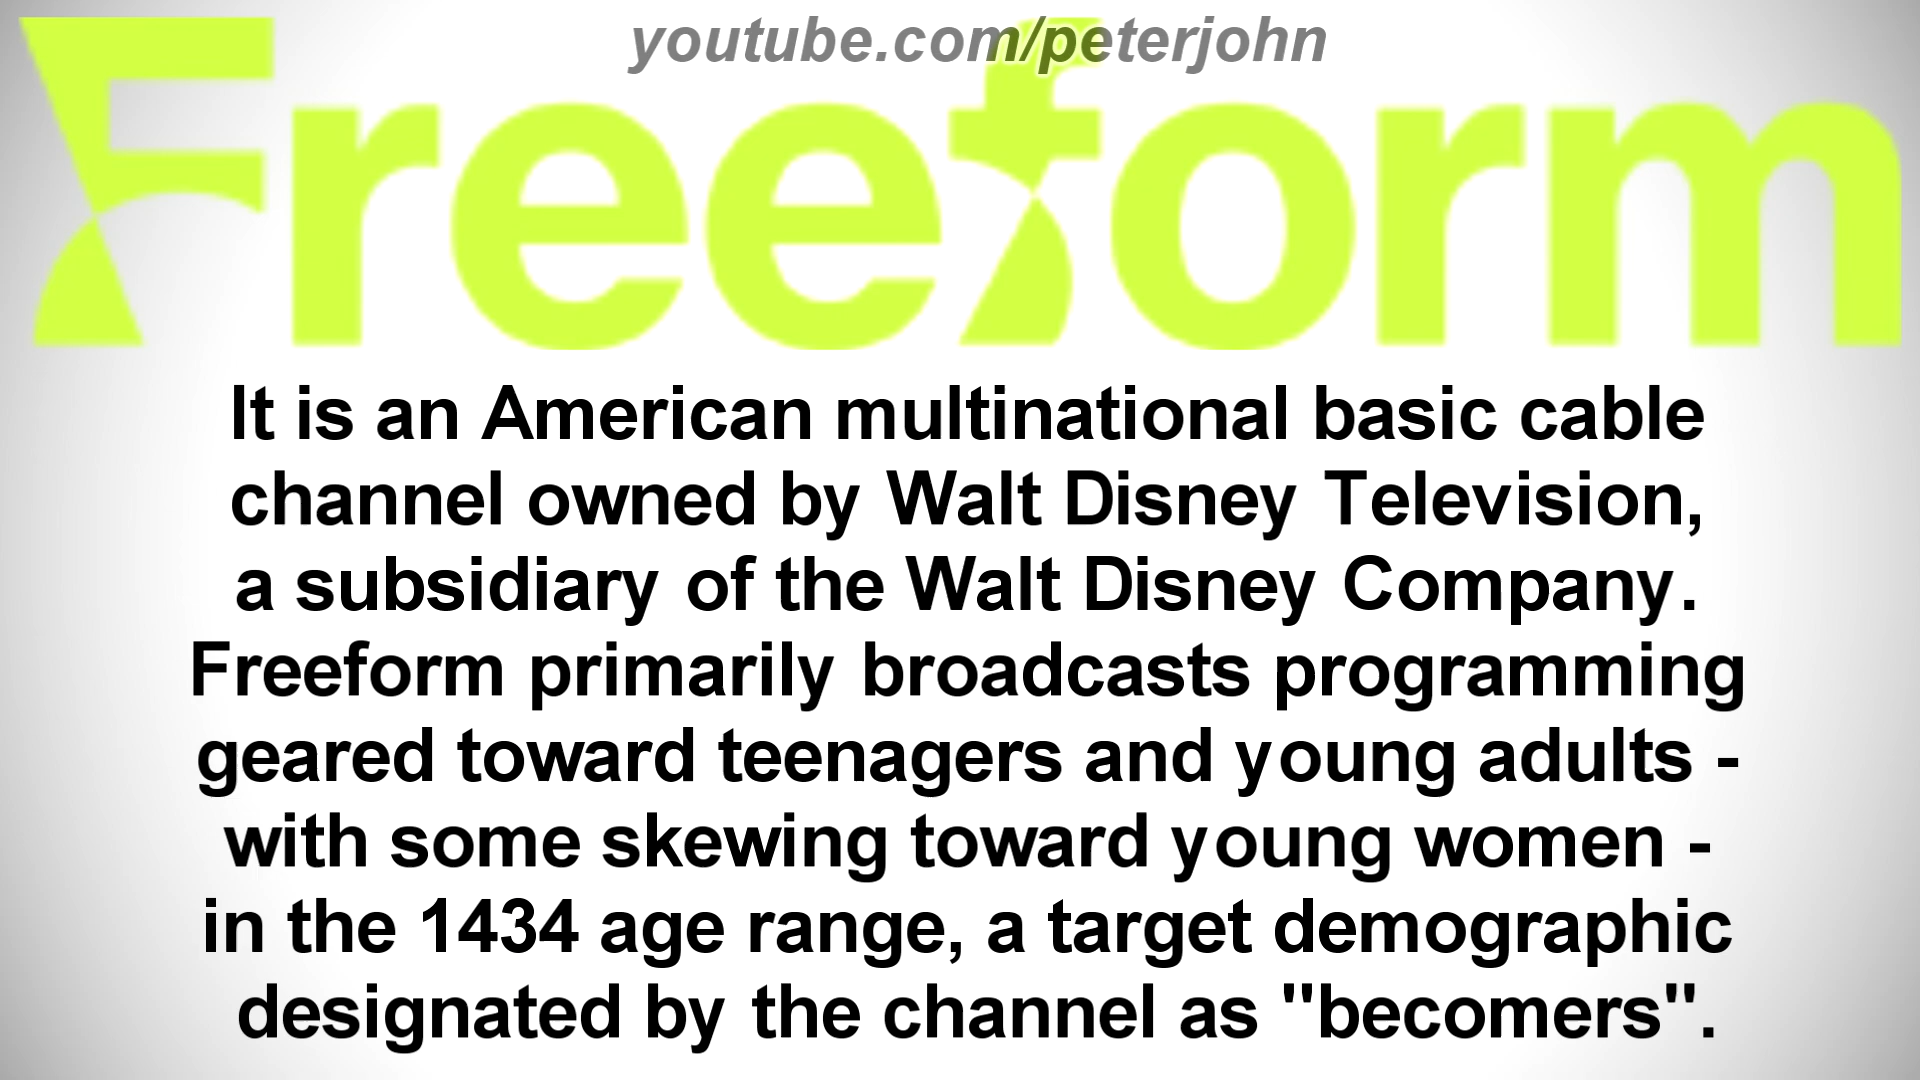 youtube.com/peterjohn
Freeform
It is an American multinational basic cable
channel owned by Walt Disney Television,
a subsidiary of the Walt Disney Company.
Freeform primarily broadcasts programming
geared toward teenagers and young adults -
with some skewing toward young women -
in the 1434 age range, a target demographic
designated by the channel as "becomers".